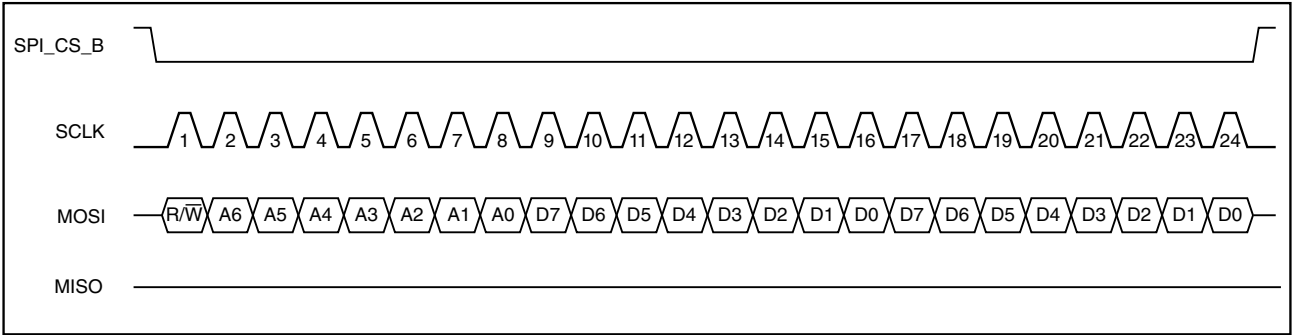 SPI_CS_B
SCLK 1 2 3 4 5 6 7 8 9 10 11 12 13 14 15 16 17 18 19 20 21 22 23 24
MOSI R/W̅ A6 A5 A4 A3 A2 A1 A0 D7 D6 D5 D4 D3 D2 D1 D0 D7 D6 D5 D4 D3 D2 D1 D0
MISO